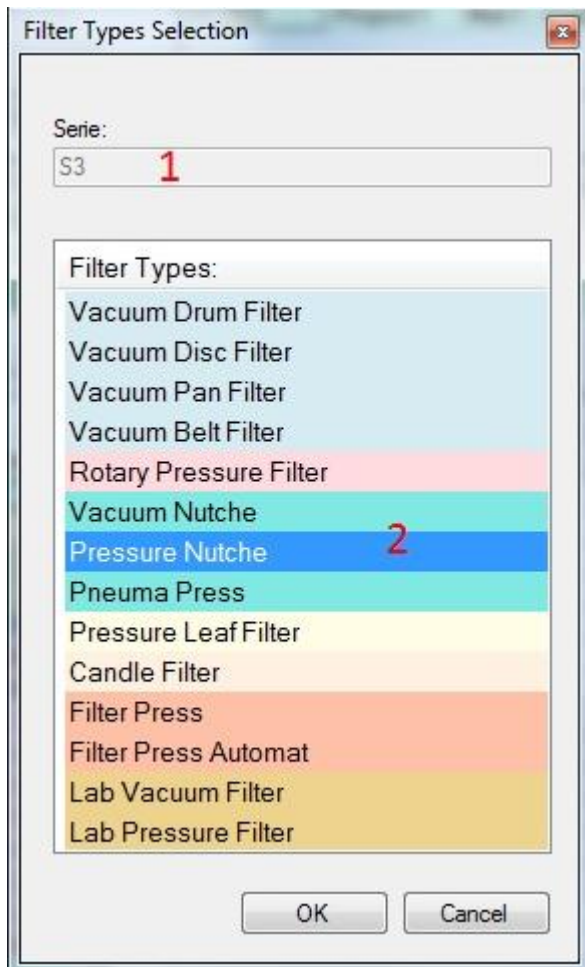 Filter Types Selection
Serie:
S3 1
Filter Types:
Vacuum Drum Filter
Vacuum Disc Filter
Vacuum Pan Filter
Vacuum Belt Filter
Rotary Pressure Filter
Vacuum Nutche
Pressure Nutche 2
Pneuma Press
Pressure Leaf Filter
Candle Filter
Filter Press
Filter Press Automat
Lab Vacuum Filter
Lab Pressure Filter
OK Cancel